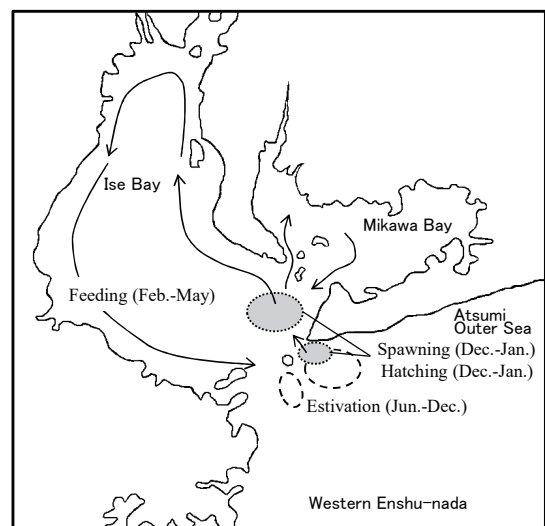 Ise Bay
Mikawa Bay
Feeding (Feb.-May)
Atsumi
Outer Sea
Spawning (Dec.-Jan.)
Hatching (Dec.-Jan.)
Estivation (Jun.-Dec.)
Western Enshu-nada